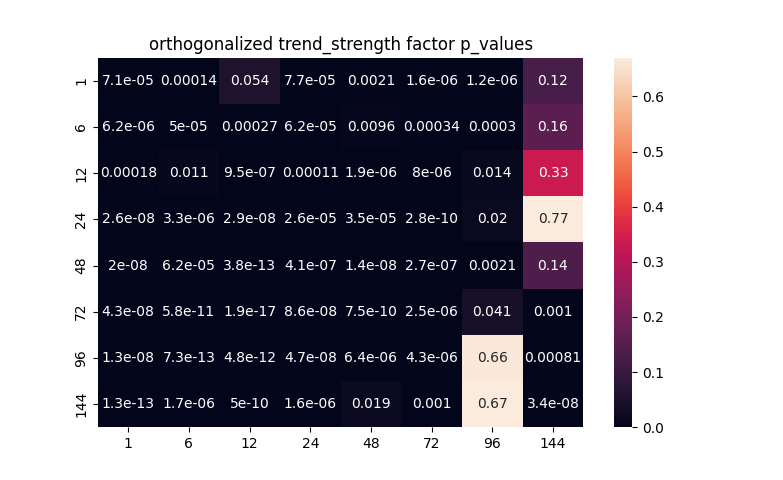 orthogonalized trend_strength factor p_values
1 7.1e-05 0.00014 0.054 7.7e-05 0.0021 1.6e-06 1.2e-06 0.12
6 6.2e-06 5e-05 0.00027 6.2e-05 0.0096 0.00034 0.0003 0.16
12 0.00018 0.011 9.5e-07 0.00011 1.9e-06 8e-06 0.014 0.33
24 2.6e-08 3.3e-06 2.9e-08 2.6e-05 3.5e-05 2.8e-10 0.02 0.77
48 2e-08 6.2e-05 3.8e-13 4.1e-07 1.4e-08 2.7e-07 0.0021 0.14
72 4.3e-08 5.8e-11 1.9e-17 8.6e-08 7.5e-10 2.5e-06 0.041 0.001
96 1.3e-08 7.3e-13 4.8e-12 4.7e-08 6.4e-06 4.3e-06 0.66 0.00081
144 1.3e-13 1.7e-06 5e-10 1.6e-06 0.019 0.001 0.67 3.4e-08
1 6 12 24 48 72 96 144
0.6
0.5
0.4
0.3
0.2
0.1
0.0